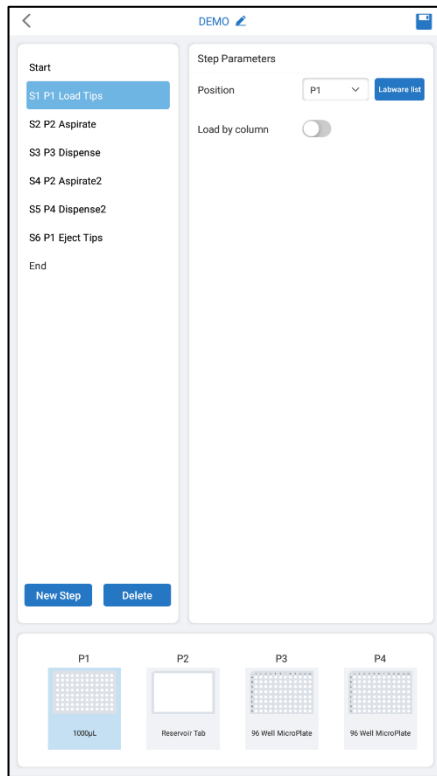 DEMO
Start
S1 P1 Load Tips
S2 P2 Aspirate
S3 P3 Dispense
S4 P2 Aspirate2
S5 P4 Dispense2
S6 P1 Eject Tips
End
New Step
Delete
Step Parameters
Position
P1
Labware list
Load by column
P1
P2
P3
P4
1000μL
Reservoir Tab
96 Well MicroPlate
96 Well MicroPlate